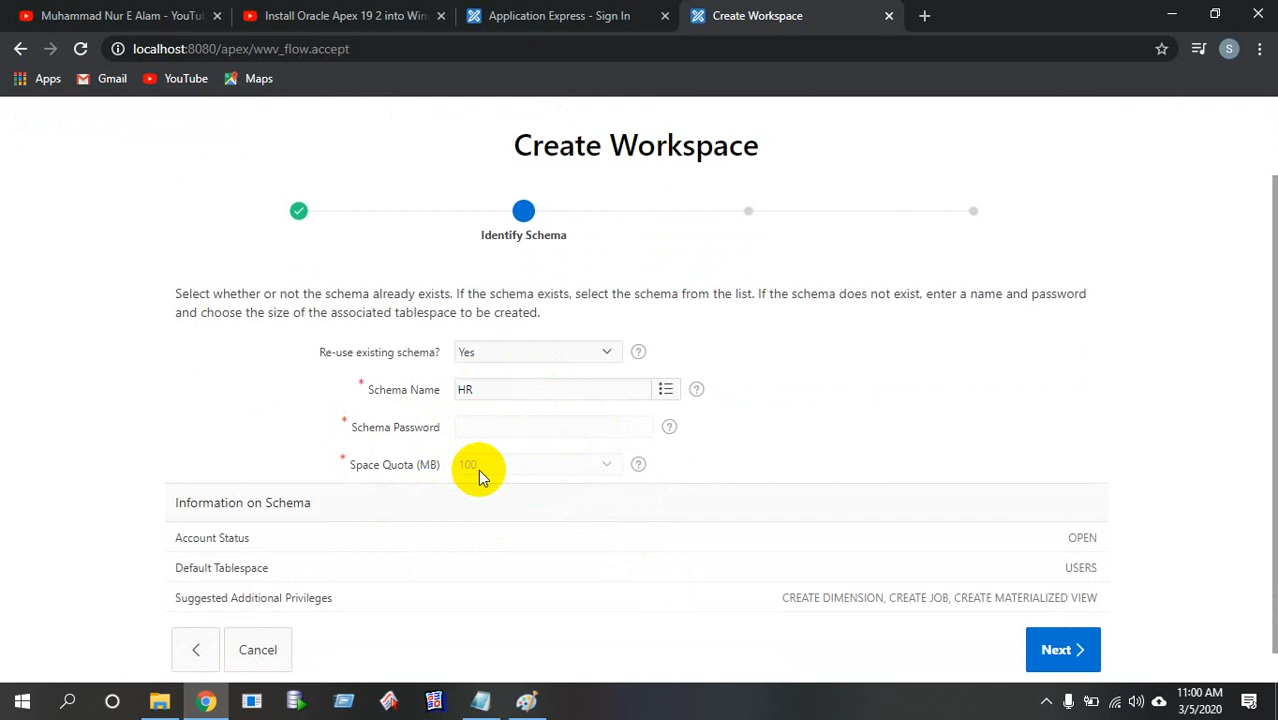 Muhammad Nur E Alam - YouTu
Install Oracle Apex 19 2 into Win
Application Express - Sign In
Create Workspace
localhost:8080/apex/wwv_flow.accept
S
Apps
Gmail
YouTube
Maps
Create Workspace
Identify Schema
Select whether or not the schema already exists. If the schema exists, select the schema from the list. If the schema does not exist, enter a name and password
and choose the size of the associated tablespace to be created.
Re-use existing schema?
Yes
?
* Schema Name
HR
?
* Schema Password
?
* Space Quota (MB)
100
?
Information on Schema
Account Status
OPEN
Default Tablespace
USERS
Suggested Additional Privileges
CREATE DIMENSION, CREATE JOB, CREATE MATERIALIZED VIEW
Cancel
Next
11:00 AM
3/5/2020